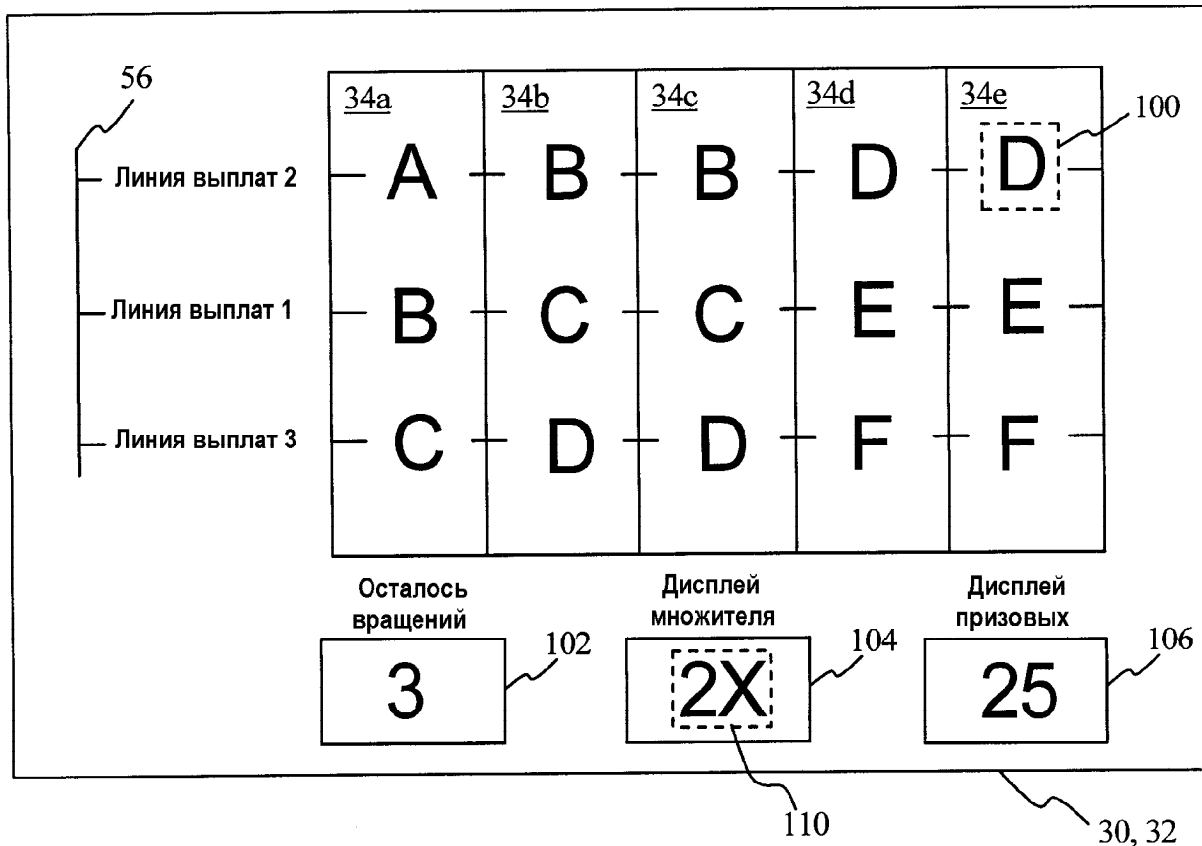 56
34a 34b 34c 34d 34e
100
Линия выплат 2 A B B D D
Линия выплат 1 B C C E E
Линия выплат 3 C D D F F
Осталось вращений
Дисплей множителя
Дисплей призовых
3 102
2X 104
25 106
110
30, 32